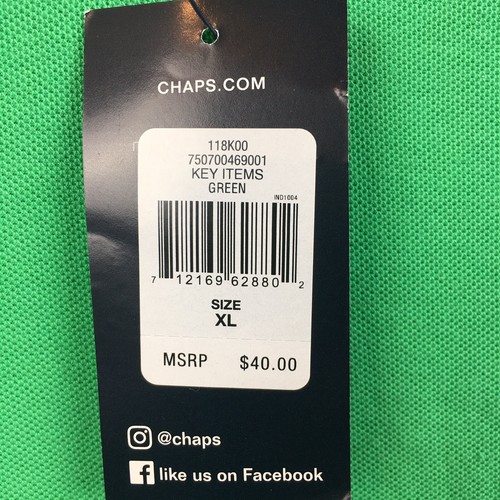 CHAPS.COM
118K00
750700469001
KEY ITEMS
GREEN
IND1604
7 12169 62880 2
SIZE
XL
MSRP $40.00
@chaps
f like us on Facebook